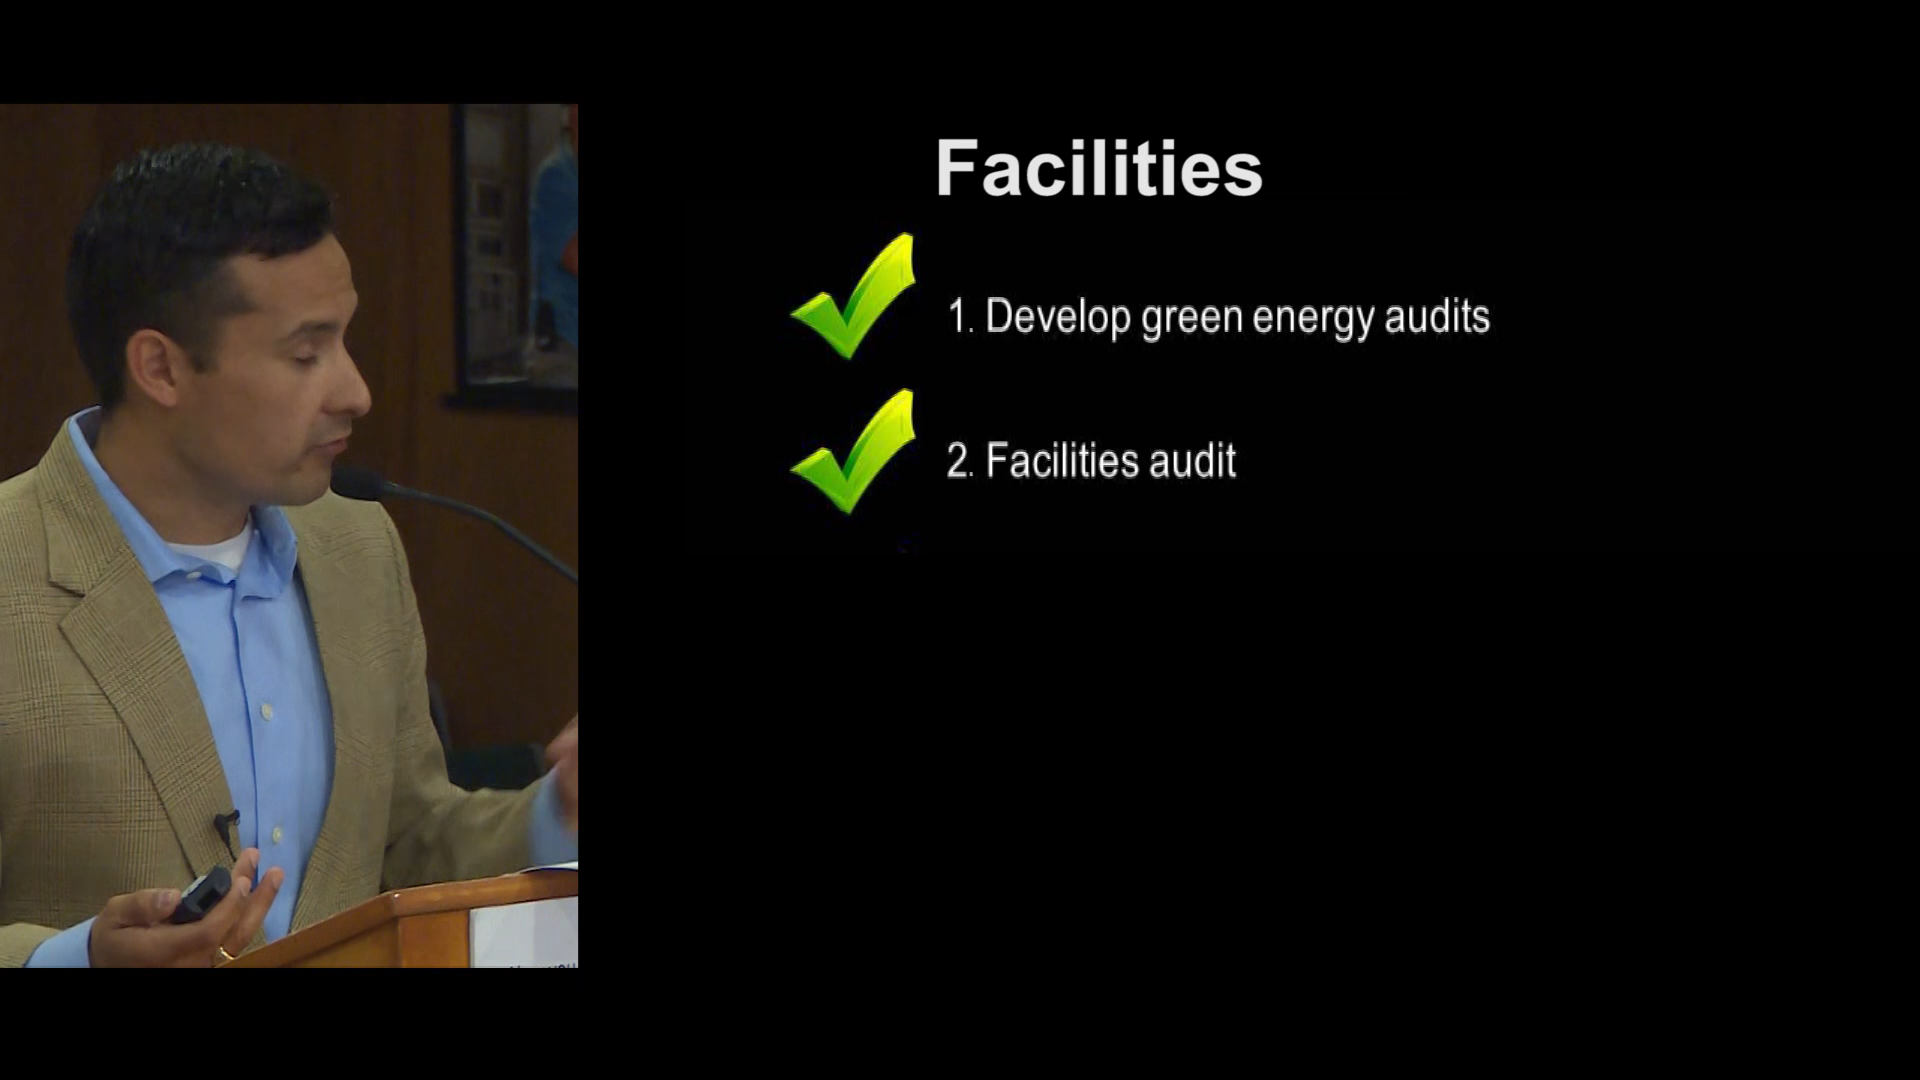 Facilities
1. Develop green energy audits
2. Facilities audit